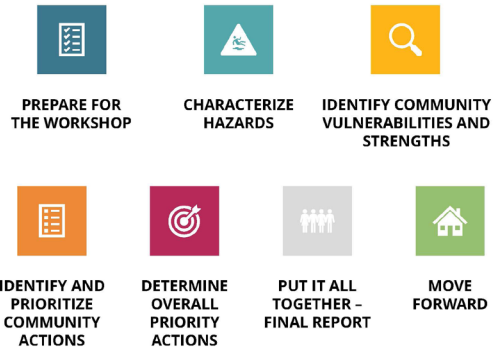 PREPARE FOR
THE WORKSHOP
CHARACTERIZE
HAZARDS
IDENTIFY COMMUNITY
VULNERABILITIES AND
STRENGTHS
IDENTIFY AND
PRIORITIZE
COMMUNITY
ACTIONS
DETERMINE
OVERALL
PRIORITY
ACTIONS
PUT IT ALL
TOGETHER –
FINAL REPORT
MOVE
FORWARD